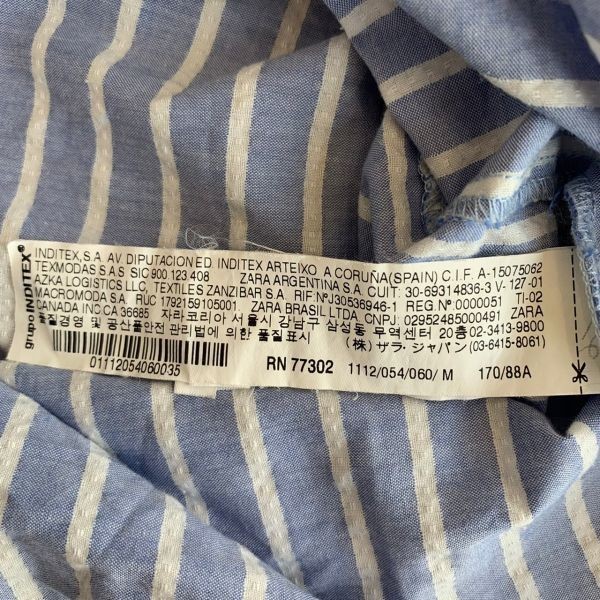 grupo INDITEX®
INDITEX,S.A AV. DIPUTACION ED. INDITEX ARTEIXO A CORUÑA (SPAIN) C.I.F. A-15075062
TEXMODAS S A S SIC 900.123.408 ZARA ARGENTINA S.A. CUIT: 30-69314836-3 V- 127-01
AZKA LOGISTICS LLC, TEXTILES ZANZIBAR S.A. RIF:Nº J30536946-1 REG.Nº 0000051 TI-02
MACROMODA S.A. RUC 1792159105001 ZARA BRASIL LTDA. CNPJ: 02952485000491 ZARA
CANADA INC.CA 36685 자라코리아 서울시 강남구 삼성동 무역센터 20층 02-3413-9800
품질경영 및 공산품안전 관리법에 의한 품질표시 (株) ザラ・ジャパン (03-6415-8061)
01112054060035 RN 77302 1112/054/060/ M 170/88A